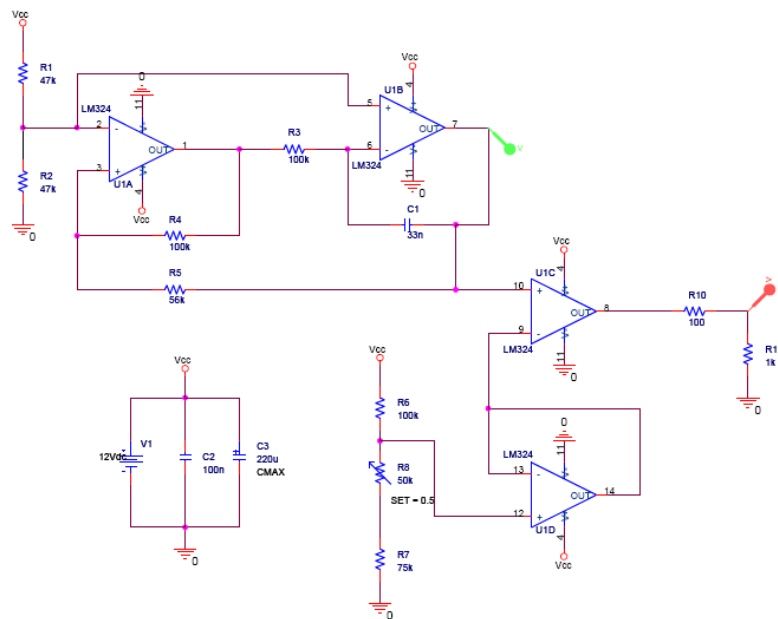 Vcc
R1
47k
R2
47k
0
LM324
0
11
2
-
V-
OUT
1
3
+
V+
U1A
4
Vcc
R3
100k
R4
100k
R5
56k
Vcc
U1B
4
5
+
V+
OUT
7
6
-
V-
LM324
11
0
V
C1
33n
Vcc
U1C
4
10
+
V+
OUT
8
9
-
V-
LM324
11
0
R10
100
V
R1
1k
0
Vcc
V1
12Vdc
C2
100n
C3
220u
CMAX
0
Vcc
R6
100k
R8
50k
SET = 0.5
R7
75k
0
LM324
0
11
13
-
V-
OUT
14
12
+
V+
U1D
4
Vcc